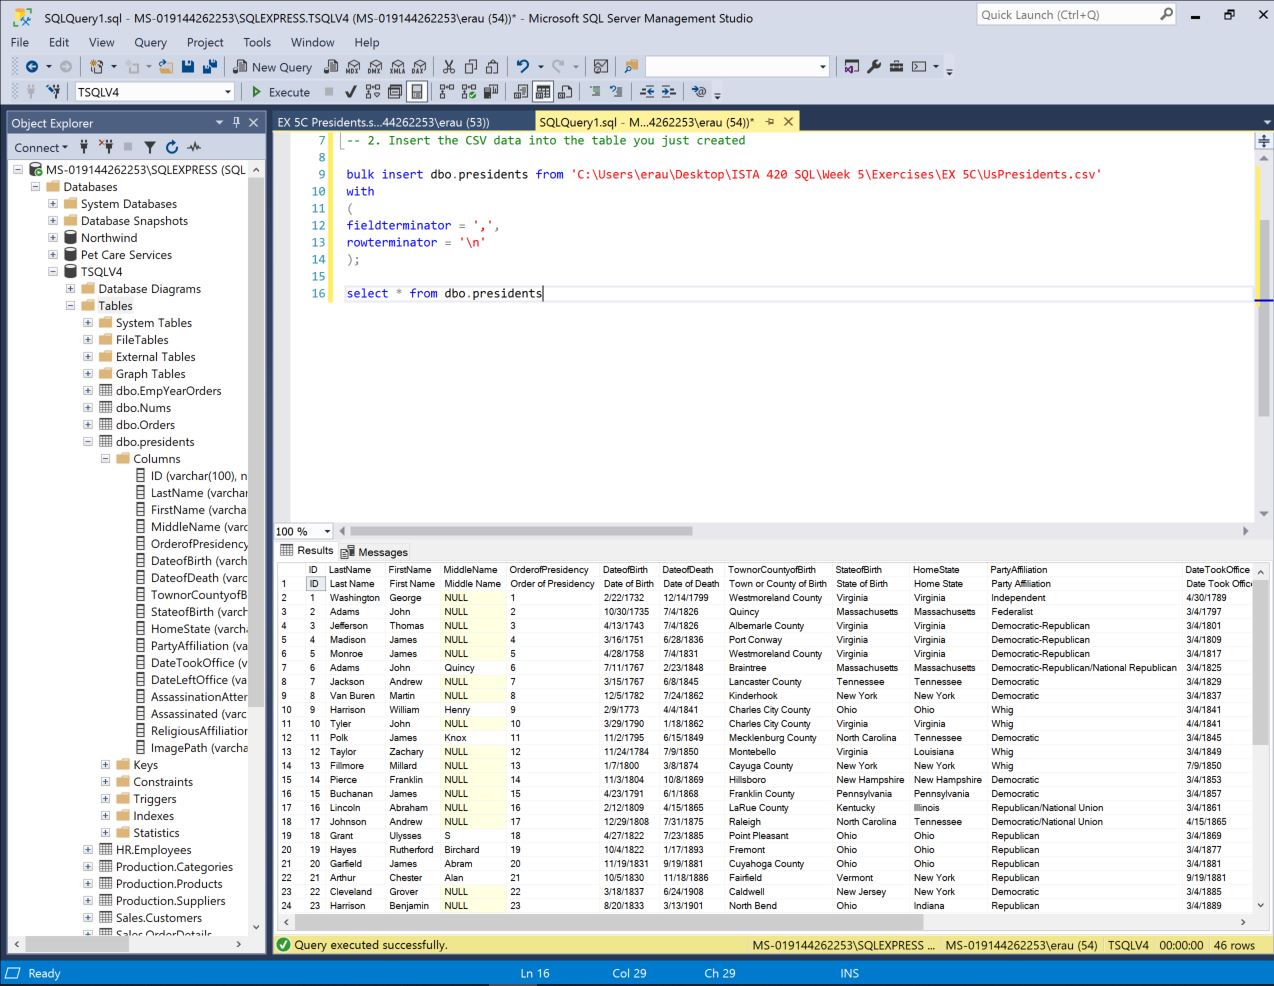 SQLQuery1.sql - MS-019144262253\SQLEXPRESS.TSQLV4 (MS-019144262253\erau (54))* - Microsoft SQL Server Management Studio
Quick Launch (Ctrl+Q)
File Edit View Query Project Tools Window Help
New Query MDX DMX XMLA DAX
TSQLV4 Execute
Object Explorer
Connect
MS-019144262253\SQLEXPRESS (SQL
Databases
System Databases
Database Snapshots
Northwind
Pet Care Services
TSQLV4
Database Diagrams
Tables
System Tables
FileTables
External Tables
Graph Tables
dbo.EmpYearOrders
dbo.Nums
dbo.Orders
dbo.presidents
Columns
ID (varchar(100), n
LastName (varchar
FirstName (varcha
MiddleName (varc
OrderofPresidency
DateofBirth (varch
DateofDeath (varc
TownorCountyofB
StateofBirth (varch
HomeState (varch
PartyAffiliation (va
DateTookOffice (v
DateLeftOffice (va
AssassinationAtter
Assassinated (varc
ReligiousAffiliation
ImagePath (varcha
Keys
Constraints
Triggers
Indexes
Statistics
HR.Employees
Production.Categories
Production.Products
Production.Suppliers
Sales.Customers
Sales.OrderDetails
EX 5C Presidents.s...44262253\erau (53)) SQLQuery1.sql - M...4262253\erau (54))*
7 -- 2. Insert the CSV data into the table you just created
8
9 bulk insert dbo.presidents from 'C:\Users\erau\Desktop\ISTA 420 SQL\Week 5\Exercises\EX 5C\UsPresidents.csv'
10 with
11 (
12 fieldterminator = ',',
13 rowterminator = '\n'
14 );
15
16 select * from dbo.presidents
100 %
Results Messages
ID LastName FirstName MiddleName OrderofPresidency DateofBirth DateofDeath TownorCountyofBirth StateofBirth HomeState PartyAffiliation DateTookOffice
1 ID Last Name First Name Middle Name Order of Presidency Date of Birth Date of Death Town or County of Birth State of Birth Home State Party Affiliation Date Took Offic
2 1 Washington George NULL 1 2/22/1732 12/14/1799 Westmoreland County Virginia Virginia Independent 4/30/1789
3 2 Adams John NULL 2 10/30/1735 7/4/1826 Quincy Massachusetts Massachusetts Federalist 3/4/1797
4 3 Jefferson Thomas NULL 3 4/13/1743 7/4/1826 Albemarle County Virginia Virginia Democratic-Republican 3/4/1801
5 4 Madison James NULL 4 3/16/1751 6/28/1836 Port Conway Virginia Virginia Democratic-Republican 3/4/1809
6 5 Monroe James NULL 5 4/28/1758 7/4/1831 Westmoreland County Virginia Virginia Democratic-Republican 3/4/1817
7 6 Adams John Quincy 6 7/11/1767 2/23/1848 Braintree Massachusetts Massachusetts Democratic-Republican/National Republican 3/4/1825
8 7 Jackson Andrew NULL 7 3/15/1767 6/8/1845 Lancaster County Tennessee Tennessee Democratic 3/4/1829
9 8 Van Buren Martin NULL 8 12/5/1782 7/24/1862 Kinderhook New York New York Democratic 3/4/1837
10 9 Harrison William Henry 9 2/9/1773 4/4/1841 Charles City County Ohio Ohio Whig 3/4/1841
11 10 Tyler John NULL 10 3/29/1790 1/18/1862 Charles City County Virginia Virginia Whig 4/4/1841
12 11 Polk James Knox 11 11/2/1795 6/15/1849 Mecklenburg County North Carolina Tennessee Democratic 3/4/1845
13 12 Taylor Zachary NULL 12 11/24/1784 7/9/1850 Montebello Virginia Louisiana Whig 3/4/1849
14 13 Fillmore Millard NULL 13 1/7/1800 3/8/1874 Cayuga County New York New York Whig 7/9/1850
15 14 Pierce Franklin NULL 14 11/3/1804 10/8/1869 Hillsboro New Hampshire New Hampshire Democratic 3/4/1853
16 15 Buchanan James NULL 15 4/23/1791 6/1/1868 Franklin County Pennsylvania Pennsylvania Democratic 3/4/1857
17 16 Lincoln Abraham NULL 16 2/12/1809 4/15/1865 LaRue County Kentucky Illinois Republican/National Union 3/4/1861
18 17 Johnson Andrew NULL 17 12/29/1808 7/31/1875 Raleigh North Carolina Tennessee Democratic/National Union 4/15/1865
19 18 Grant Ulysses S 18 4/27/1822 7/23/1885 Point Pleasant Ohio Ohio Republican 3/4/1869
20 19 Hayes Rutherford Birchard 19 10/4/1822 1/17/1893 Fremont Ohio Ohio Republican 3/4/1877
21 20 Garfield James Abram 20 11/19/1831 9/19/1881 Cuyahoga County Ohio Ohio Republican 3/4/1881
22 21 Arthur Chester Alan 21 10/5/1830 11/18/1886 Fairfield Vermont New York Republican 9/19/1881
23 22 Cleveland Grover NULL 22 3/18/1837 6/24/1908 Caldwell New Jersey New York Democratic 3/4/1885
24 23 Harrison Benjamin NULL 23 8/20/1833 3/13/1901 North Bend Ohio Indiana Republican 3/4/1889
Query executed successfully. MS-019144262253\SQLEXPRESS ... MS-019144262253\erau (54) TSQLV4 00:00:00 46 rows
Ready Ln 16 Col 29 Ch 29 INS